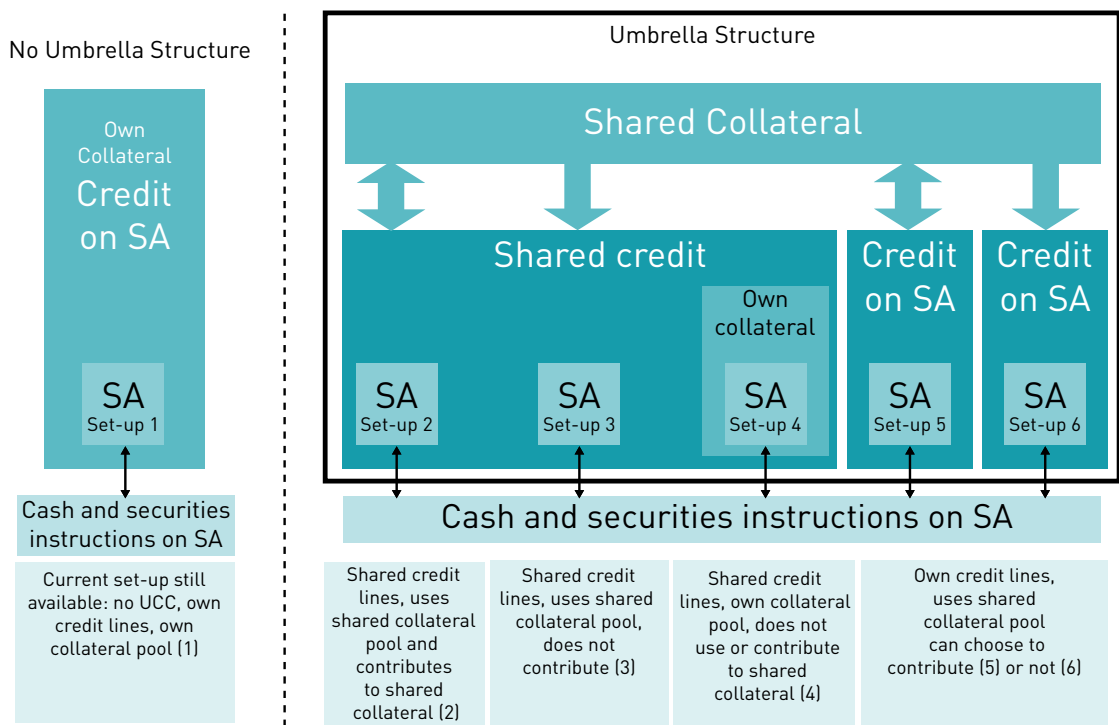 No Umbrella Structure
Own
Collateral
Credit
on SA
SA
Set-up 1
Cash and securities
instructions on SA
Current set-up still
available: no UCC, own
credit lines, own
collateral pool (1)
Umbrella Structure
Shared Collateral
Shared credit
Credit
on SA
Credit
on SA
Own
collateral
SA
Set-up 2
SA
Set-up 3
SA
Set-up 4
SA
Set-up 5
SA
Set-up 6
Cash and securities instructions on SA
Shared credit
lines, uses
shared collateral
pool and
contributes
to shared
collateral (2)
Shared credit
lines, uses shared
collateral pool,
does not
contribute (3)
Shared credit
lines, own collateral
pool, does not
use or contribute
to shared
collateral (4)
Own credit lines,
uses shared
collateral pool
can choose to
contribute (5) or not (6)